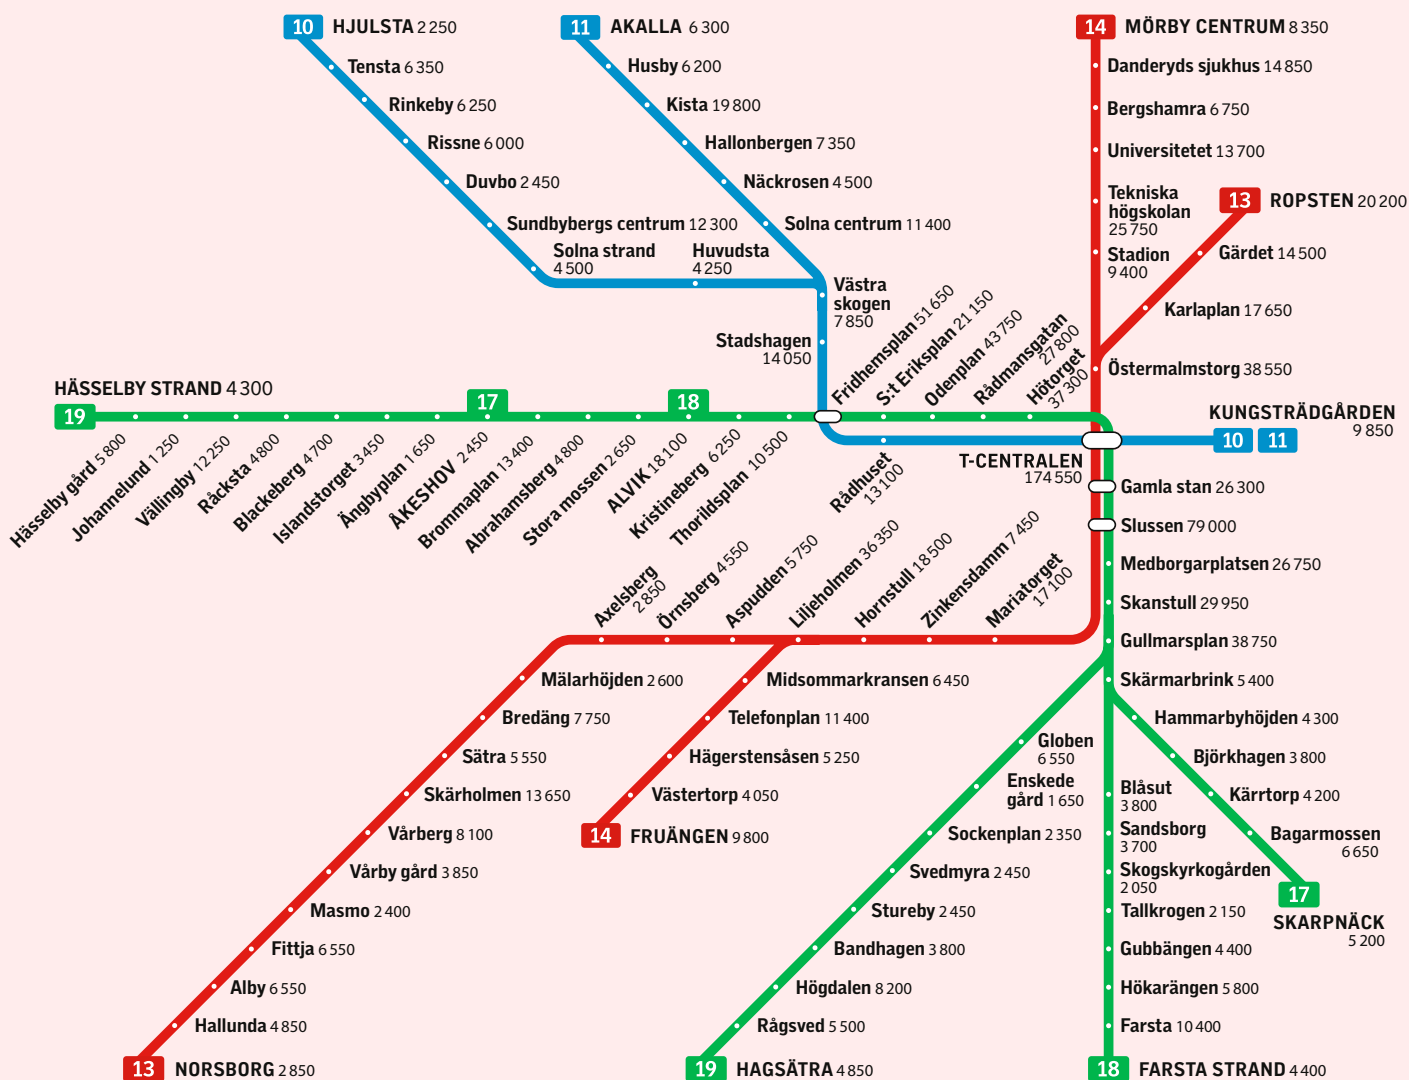 10 HJULSTA 2 250
Tensta 6 350
Rinkeby 6 250
Rissne 6 000
Duvbo 2 450
Sundbybergs centrum 12 300
Solna strand
4 500
Huvudsta
4 250
11 AKALLA 6 300
Husby 6 200
Kista 19 800
Hallonbergen 7 350
Näckrosen 4 500
Solna centrum 11 400
Västra
skogen
7 850
Stadshagen
14 050
14 MÖRBY CENTRUM 8 350
Danderyds sjukhus 14 850
Bergshamra 6 750
Universitetet 13 700
Tekniska
högskolan
25 750
Stadion
9 400
13 ROPSTEN 20 200
Gärdet 14 500
Karlaplan 17 650
Östermalmstorg 38 550
HÄSSELBY STRAND 4 300
19
17
18
Fridhemsplan 51 650
S:t Eriksplan 21 150
Odenplan 43 750
Rådmansgatan
27 800
Hötorget
37 300
KUNGSTRÄDGÅRDEN
9 850
10 11
Hässelby gård 5 800
Johannelund 1 250
Vällingby 12 250
Råcksta 4 800
Blackeberg 4 700
Islandstorget 3 450
Ängbyplan 1 650
ÅKESHOV 2 450
Brommaplan 13 400
Abrahamsberg 4 800
Stora mossen 2 650
ALVIK 18 100
Kristineberg 6 250
Thorildsplan 10 500
Rådhuset
13 100
T-CENTRALEN
174 550
Gamla stan 26 300
Slussen 79 000
Medborgarplatsen 26 750
Skanstull 29 950
Gullmarsplan 38 750
Skärmarbrink 5 400
Axelsberg
2 850
Örnsberg 4 550
Aspudden 5 750
Liljeholmen 36 350
Hornstull 18 500
Zinkensdamm 7 450
Mariatorget
17 100
Mälarhöjden 2 600
Bredäng 7 750
Sätra 5 550
Skärholmen 13 650
Vårberg 8 100
Vårby gård 3 850
Masmo 2 400
Fittja 6 550
Alby 6 550
Hallunda 4 850
13 NORSBORG 2 850
Midsommarkransen 6 450
Telefonplan 11 400
Hägerstensåsen 5 250
Västertorp 4 050
14 FRUÄNGEN 9 800
Globen
6 550
Enskede
gård 1 650
Sockenplan 2 350
Svedmyra 2 450
Stureby 2 450
Bandhagen 3 800
Högdalen 8 200
Rågsved 5 500
19 HAGSÄTRA 4 850
Blåsut
3 800
Sandsborg
3 700
Skogskyrkogården
2 050
Tallkrogen 2 150
Gubbängen 4 400
Hökarängen 5 800
Farsta 10 400
18 FARSTA STRAND 4 400
Hammarbyhöjden 4 300
Björkhagen 3 800
Kärrtorp 4 200
Bagarmossen
6 650
17
SKARPNÄCK
5 200